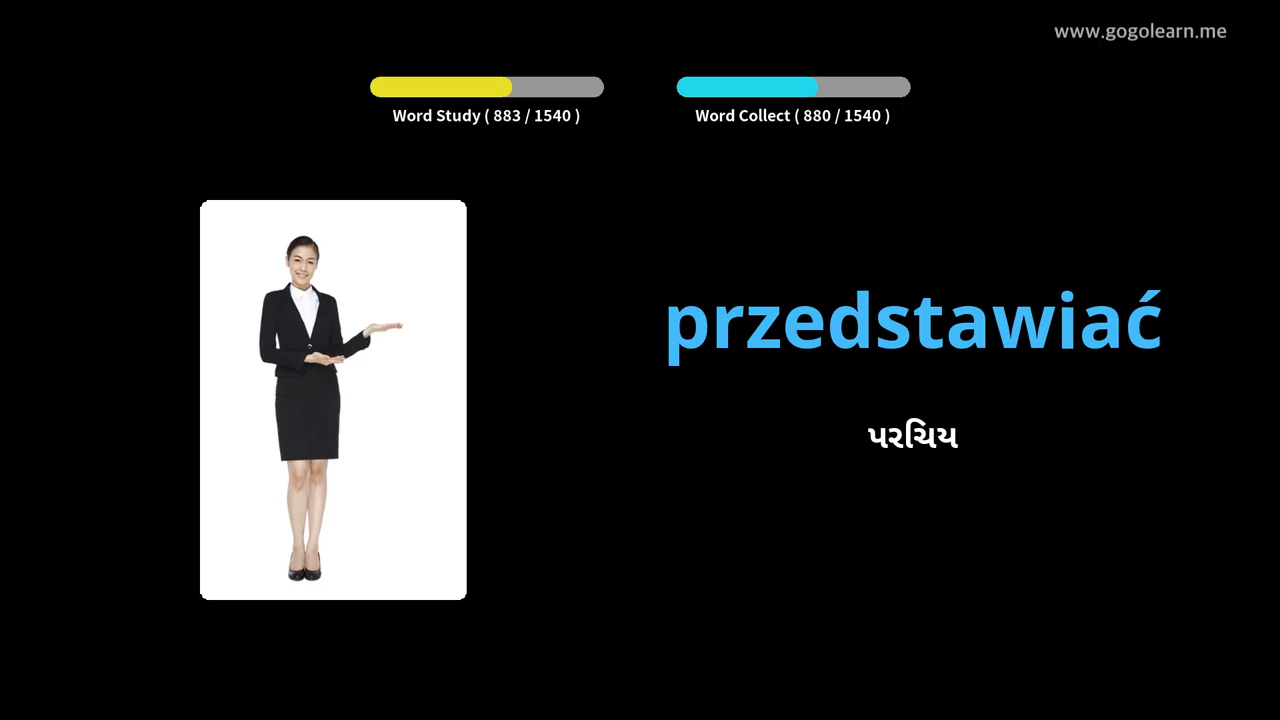 www.gogolearn.me
Word Study ( 883 / 1540 )
Word Collect ( 880 / 1540 )
przedstawiać
પરિચય